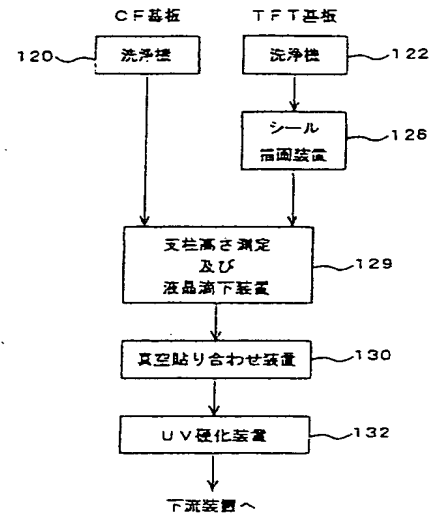 CF基板
TFT基板
120
洗浄機
洗浄機
122
シール
描画装置
126
支柱高さ測定
及び
液晶滴下装置
129
真空貼り合わせ装置
130
UV硬化装置
132
下流装置へ